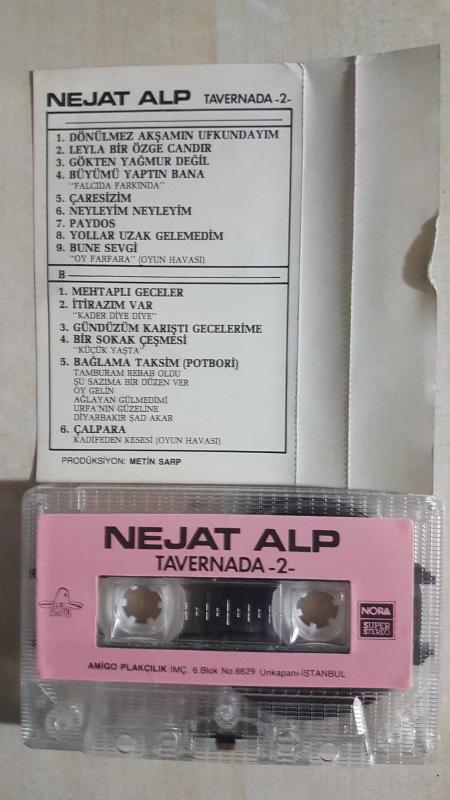 NEJAT ALP TAVERNADA -2-
1. DÖNÜLMEZ AKŞAMIN UFKUNDAYIM
2. LEYLA BİR ÖZGE CANDIR
3. GÖKTEN YAĞMUR DEĞİL
4. BÜYÜMÜ YAPTIN BANA
"FALCIDA FARKINDA"
5. ÇARESİZİM
6. NEYLEYİM NEYLEYİM
7. PAYDOS
8. YOLLAR UZAK GELEMEDİM
9. BUNE SEVGİ
"OY FARFARA" (OYUN HAVASI)
B
1. MEHTAPLI GECELER
2. İTİRAZIM VAR
"KADER DİYE DİYE"
3. GÜNDÜZÜM KARIŞTI GECELERİME
4. BİR SOKAK ÇEŞMESİ
"KÜÇÜK YAŞTA"
5. BAĞLAMA TAKSİM (POTBORİ)
TAMBURAM REBAB OLDU
ŞU SAZIMA BİR DÜZEN VER
OY GELİN
AĞLAYAN GÜLMEDİMİ
URFA'NIN GÜZELİNE
DİYARBAKIR ŞAD AKAR
6. ÇALPARA
KADİFEDEN KESESİ (OYUN HAVASI)
PRODÜKSİYON: METİN SARP
NEJAT ALP
TAVERNADA -2-
NORA
SUPER
STEREO
AMİGO PLAKÇILIK İMÇ. 6.Blok No.6629 Unkapanı-İSTANBUL